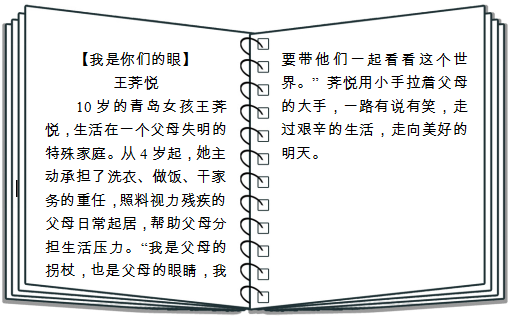 【我是你们的眼】
王荞悦
10 岁的青岛女孩王荞
悦，生活在一个父母失明的
特殊家庭。从 4 岁起，她主
动承担了洗衣、做饭、干家
务的重任，照料视力残疾的
父母日常起居，帮助父母分
担生活压力。“我是父母的
拐杖，也是父母的眼睛，我
要带他们一起看看这个世
界。” 荞悦用小手拉着父母
的大手，一路有说有笑，走
过艰辛的生活，走向美好的
明天。